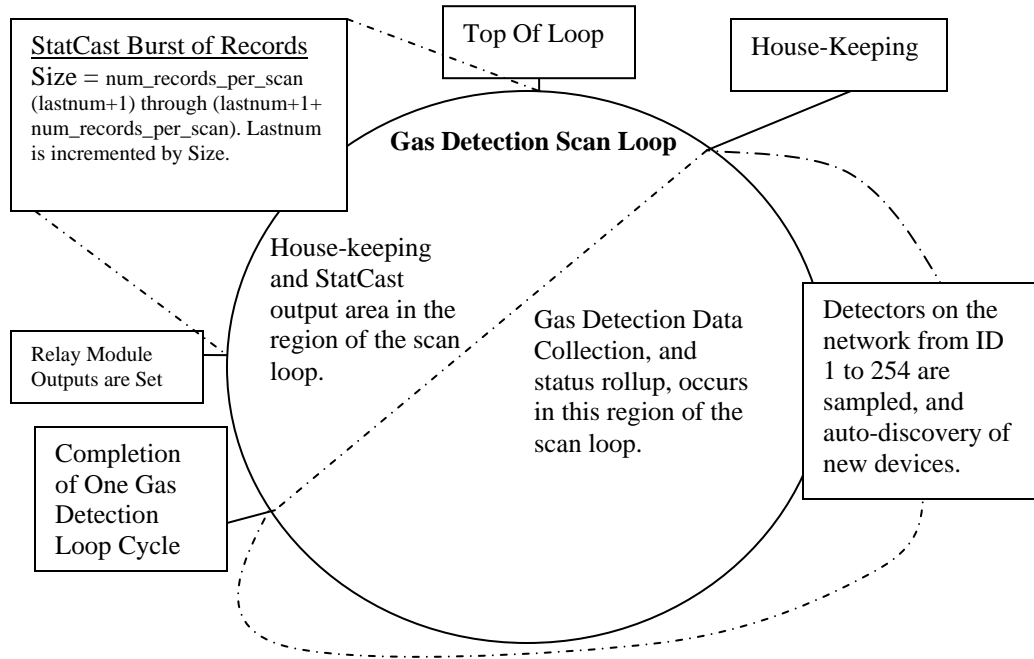 StatCast Burst of Records
Size = num_records_per_scan
(lastnum+1) through (lastnum+1+
num_records_per_scan). Lastnum
is incremented by Size.
Top Of Loop
House-Keeping
Gas Detection Scan Loop
House-keeping
and StatCast
output area in the
region of the scan
loop.
Gas Detection Data
Collection, and
status rollup, occurs
in this region of the
scan loop.
Detectors on the
network from ID
1 to 254 are
sampled, and
auto-discovery of
new devices.
Relay Module
Outputs are Set
Completion
of One Gas
Detection
Loop Cycle